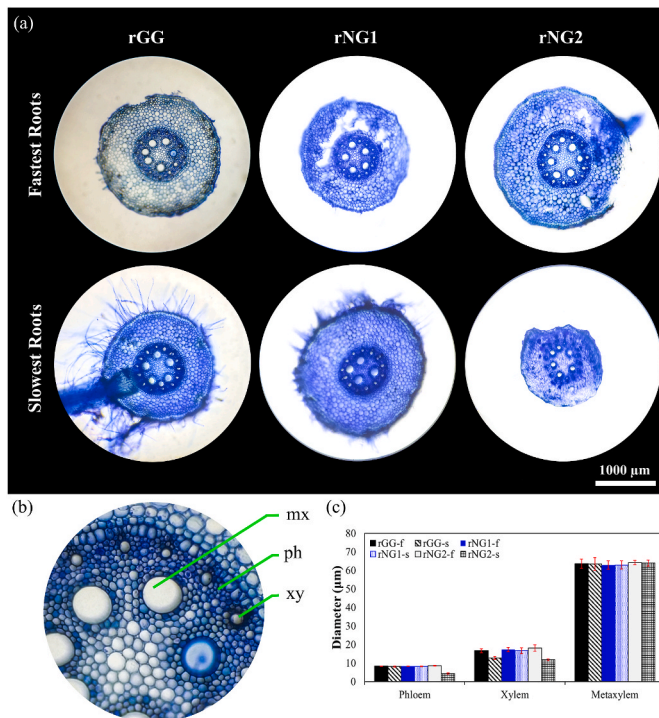 (a)
rGG rNG1 rNG2
Fastest Roots
Slowest Roots
1000 µm
(b)
mx
ph
xy
(c)
rGG-f rGG-s rNG1-f
rNG1-s rNG2-f rNG2-s
Diameter (µm)
80
70
60
50
40
30
20
10
0
Phloem Xylem Metaxylem